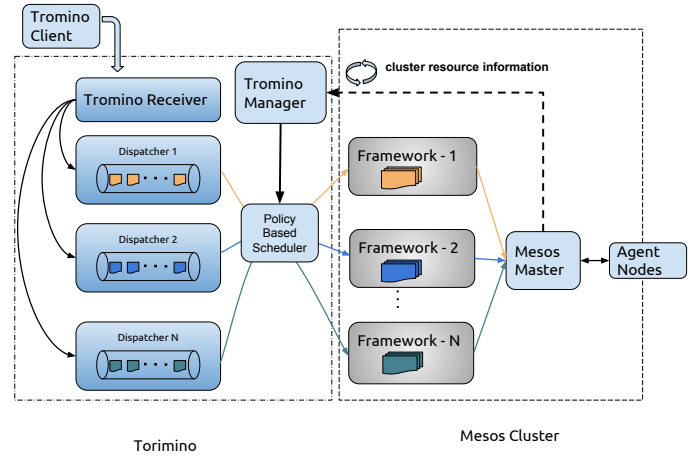 Tromino
Client
Tromino Receiver
Tromino
Manager
cluster resource information
Dispatcher 1
Dispatcher 2
Dispatcher N
Policy
Based
Scheduler
Framework - 1
Framework - 2
Framework - N
Mesos
Master
Agent
Nodes
Torimino
Mesos Cluster